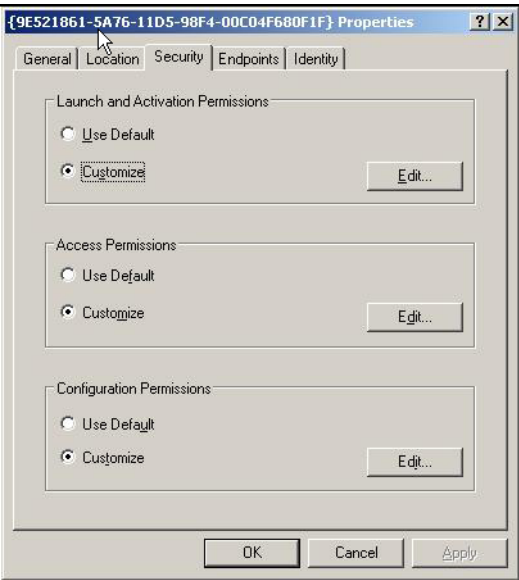 {9E521861-5A76-11D5-98F4-00C04F680F1F} Properties ? X
General Location Security Endpoints Identity
Launch and Activation Permissions
Use Default
Customize
Edit...
Access Permissions
Use Default
Customize
Edit...
Configuration Permissions
Use Default
Customize
Edit...
OK Cancel Apply